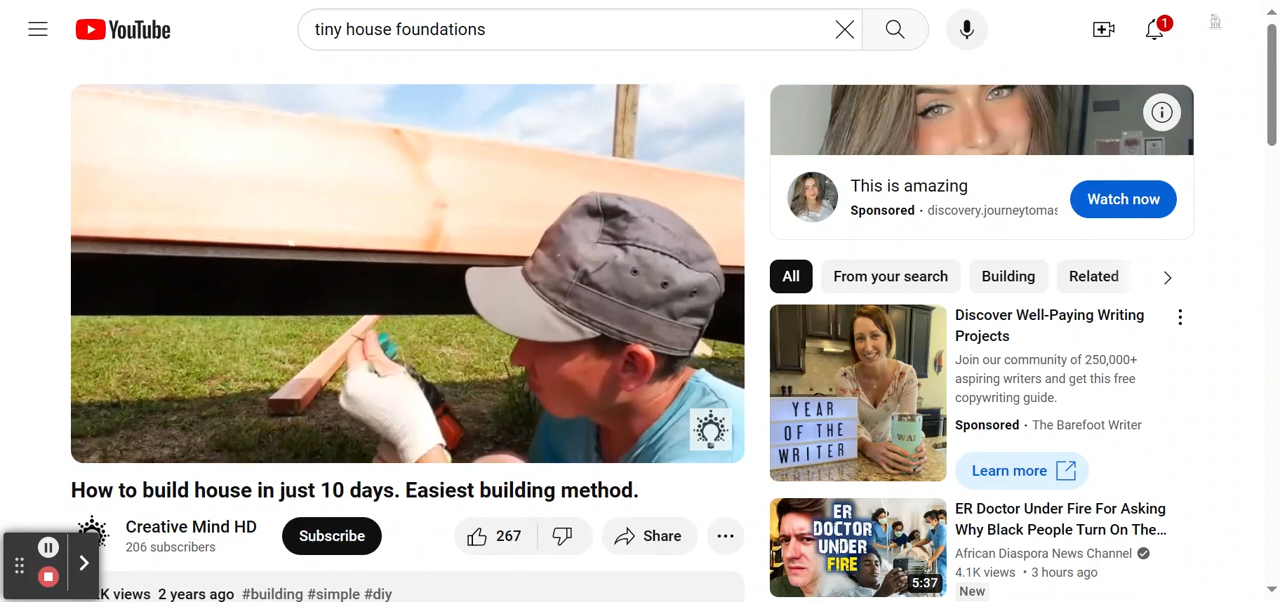 YouTube
tiny house foundations
1
This is amazing
Sponsored · discovery.journeytomas
Watch now
All
From your search
Building
Related
Discover Well-Paying Writing
Projects
Join our community of 250,000+
aspiring writers and get this free
copywriting guide.
Sponsored · The Barefoot Writer
Learn more
YEAR
OF THE
WRITER
WA!
How to build house in just 10 days. Easiest building method.
Creative Mind HD
206 subscribers
Subscribe
267
Share
K views 2 years ago #building #simple #diy
ER
DOCTOR
UNDER
FIRE
5:37
ER Doctor Under Fire For Asking
Why Black People Turn On The...
African Diaspora News Channel
4.1K views • 3 hours ago
New